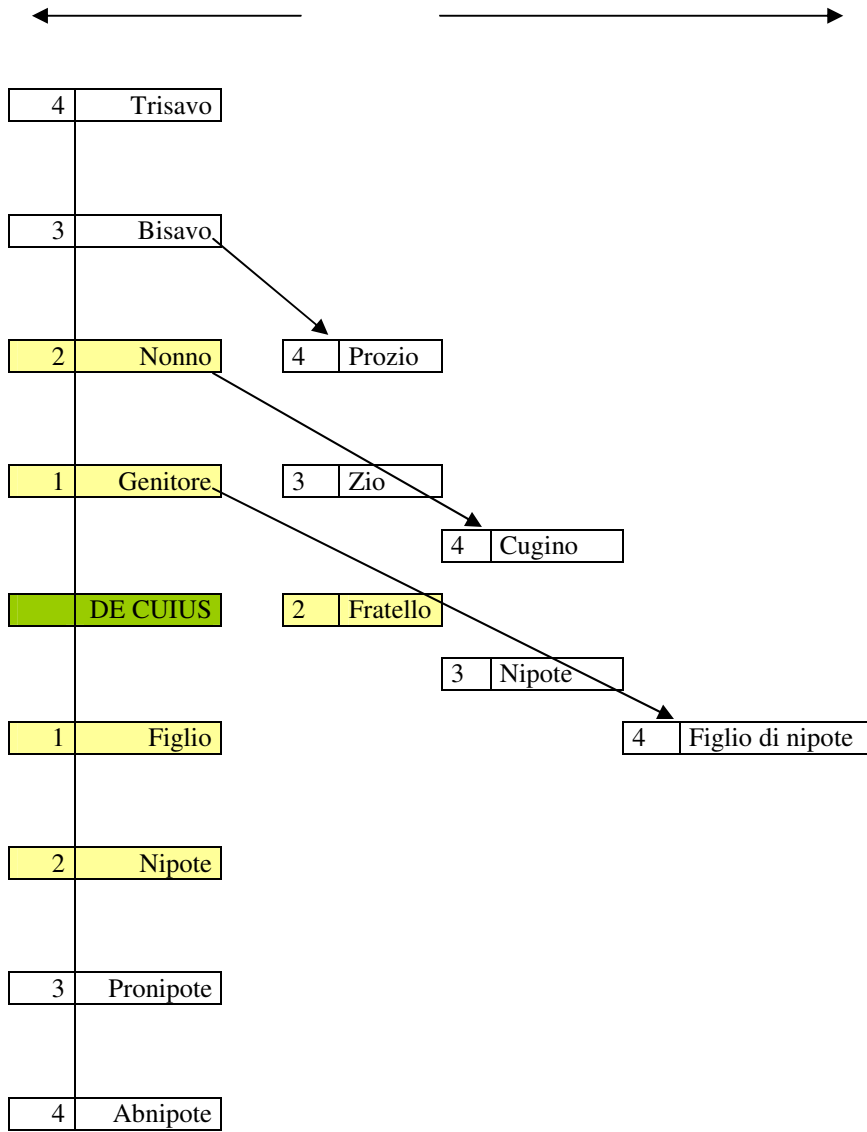 4 Trisavo
3 Bisavo
2 Nonno 4 Prozio
1 Genitore 3 Zio
4 Cugino
DE CUIUS 2 Fratello
3 Nipote
1 Figlio 4 Figlio di nipote
2 Nipote
3 Pronipote
4 Abnipote